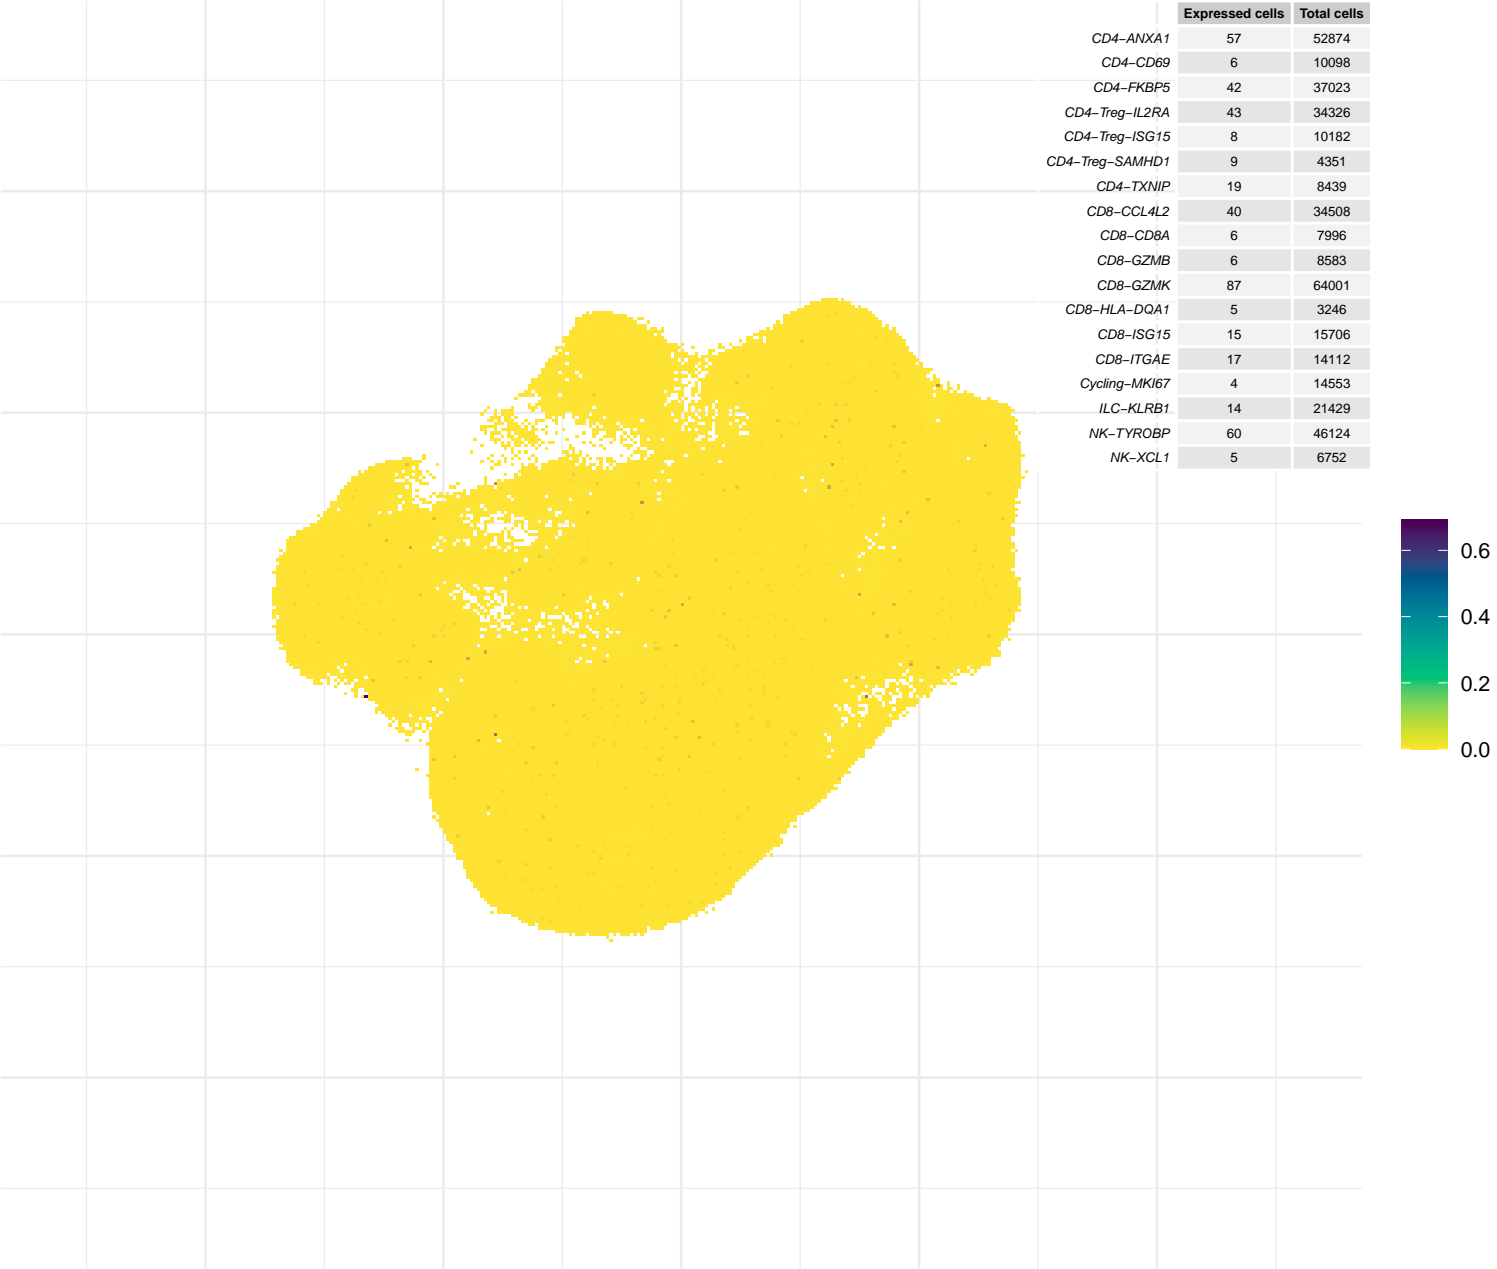 Expressed cells Total cells
CD4−ANXA1 57 52874
CD4−CD69 6 10098
CD4−FKBP5 42 37023
CD4−Treg−IL2RA 43 34326
CD4−Treg−ISG15 8 10182
CD4−Treg−SAMHD1 9 4351
CD4−TXNIP 19 8439
CD8−CCL4L2 40 34508
CD8−CD8A 6 7996
CD8−GZMB 6 8583
CD8−GZMK 87 64001
CD8−HLA−DQA1 5 3246
CD8−ISG15 15 15706
CD8−ITGAE 17 14112
Cycling−MKI67 4 14553
ILC−KLRB1 14 21429
NK−TYROBP 60 46124
NK−XCL1 5 6752
0.6
0.4
0.2
0.0